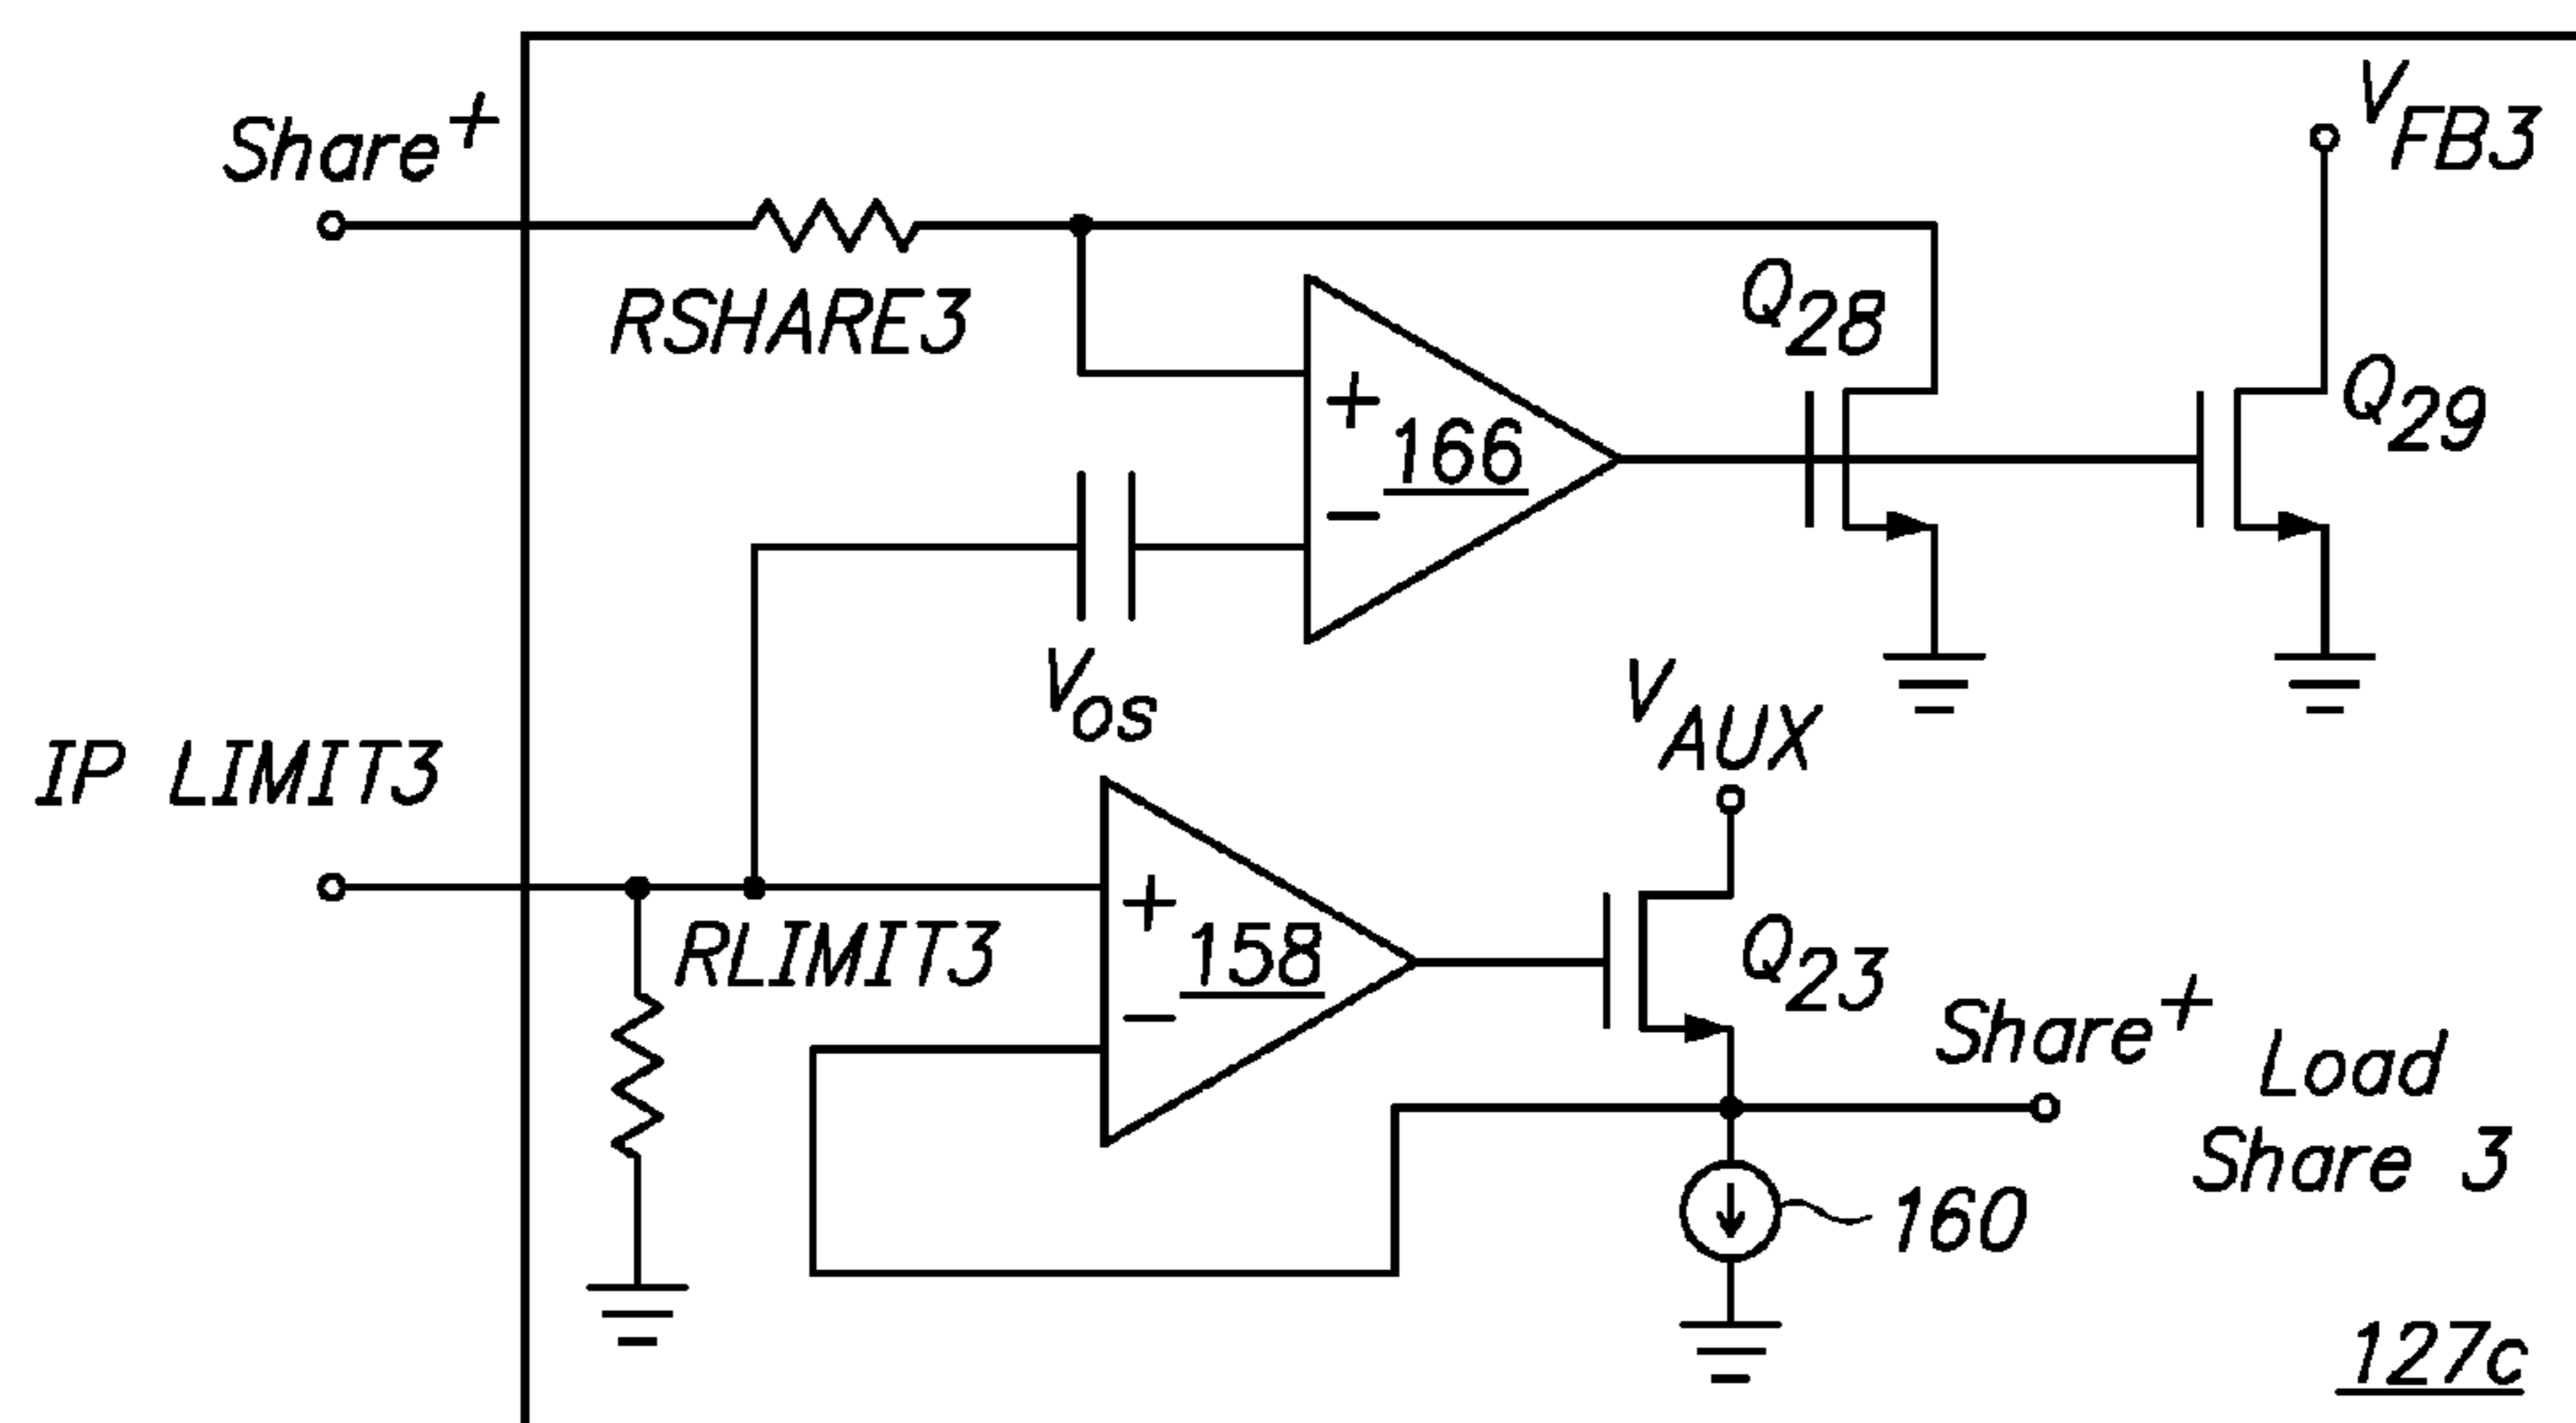 Share+
RSHARE3
+
166
−
Q28
VFB3
Q29
Vos
IP LIMIT3
RLIMIT3
+
158
−
VAUX
Q23
Share+
Load
Share 3
160
127c